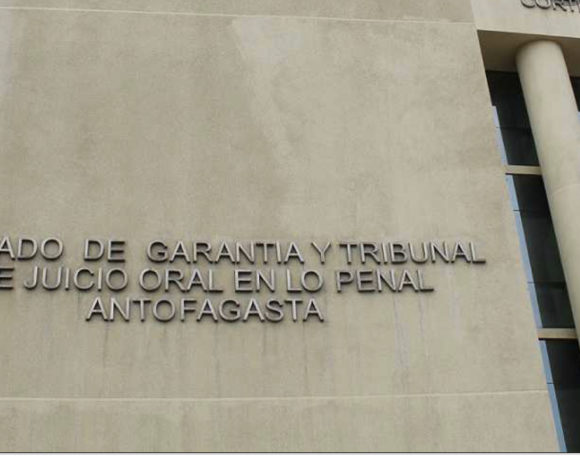 ADO DE GARANTIA Y TRIBUNAL
E JUICIO ORAL EN LO PENAL
ANTOFAGASTA